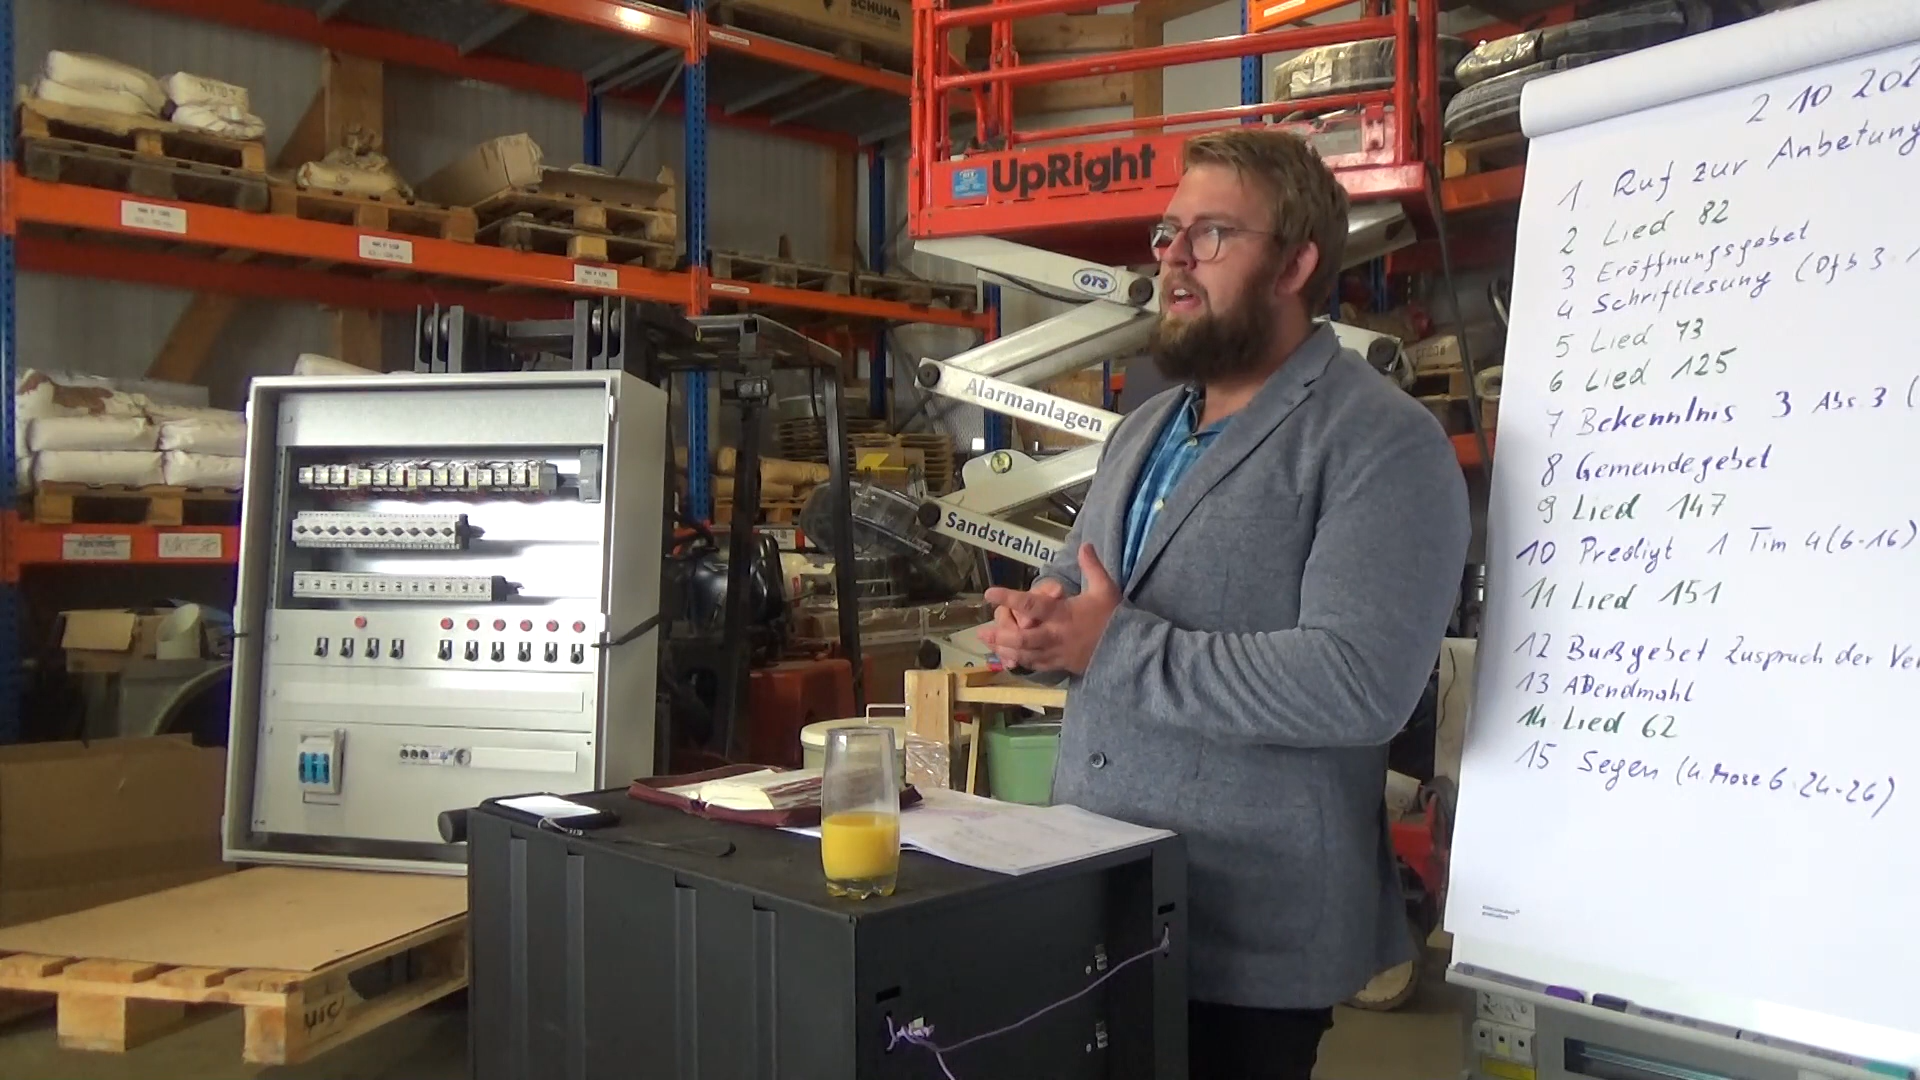 SCHUHA
UpRight
OTS
OTS
Alarmanlagen
Sandstrahlan
2 10 202
1. Ruf zur Anbetung
2 Lied 82
3 Eröffnungsgebet
4 Schriftlesung (Ofb 3
5 Lied 73
6 Lied 125
7 Bekenntnis 3 Abs. 3 (
8 Gemeindegebet
9 Lied 147
10 Predigt 1 Tim 4 (6-16)
11 Lied 151
12 Bußgebet Zuspruch der Ver
13 Abendmahl
14 Lied 62
15 Segen (4. Mose 6. 24-26)